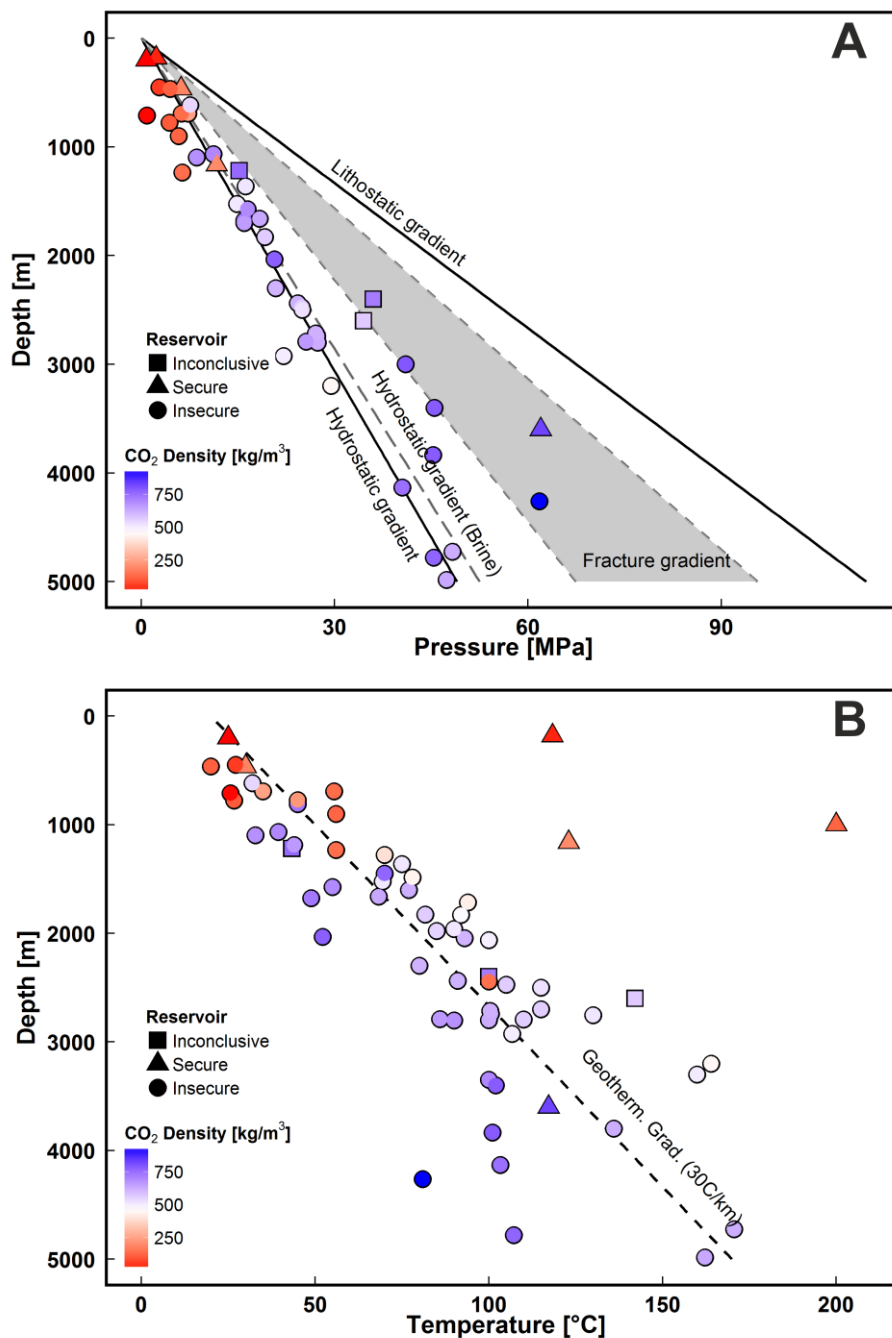 A
0
1000
2000
3000
4000
5000
Depth [m]
Lithostatic gradient
Hydrostatic gradient (Brine)
Hydrostatic gradient
Fracture gradient
Reservoir
Inconclusive
Secure
Insecure
CO₂ Density [kg/m³]
750
500
250
0 30 60 90
Pressure [MPa]
B
0
1000
2000
3000
4000
5000
Depth [m]
Geotherm. Grad. (30C/km)
Reservoir
Inconclusive
Secure
Insecure
CO₂ Density [kg/m³]
750
500
250
0 50 100 150 200
Temperature [°C]